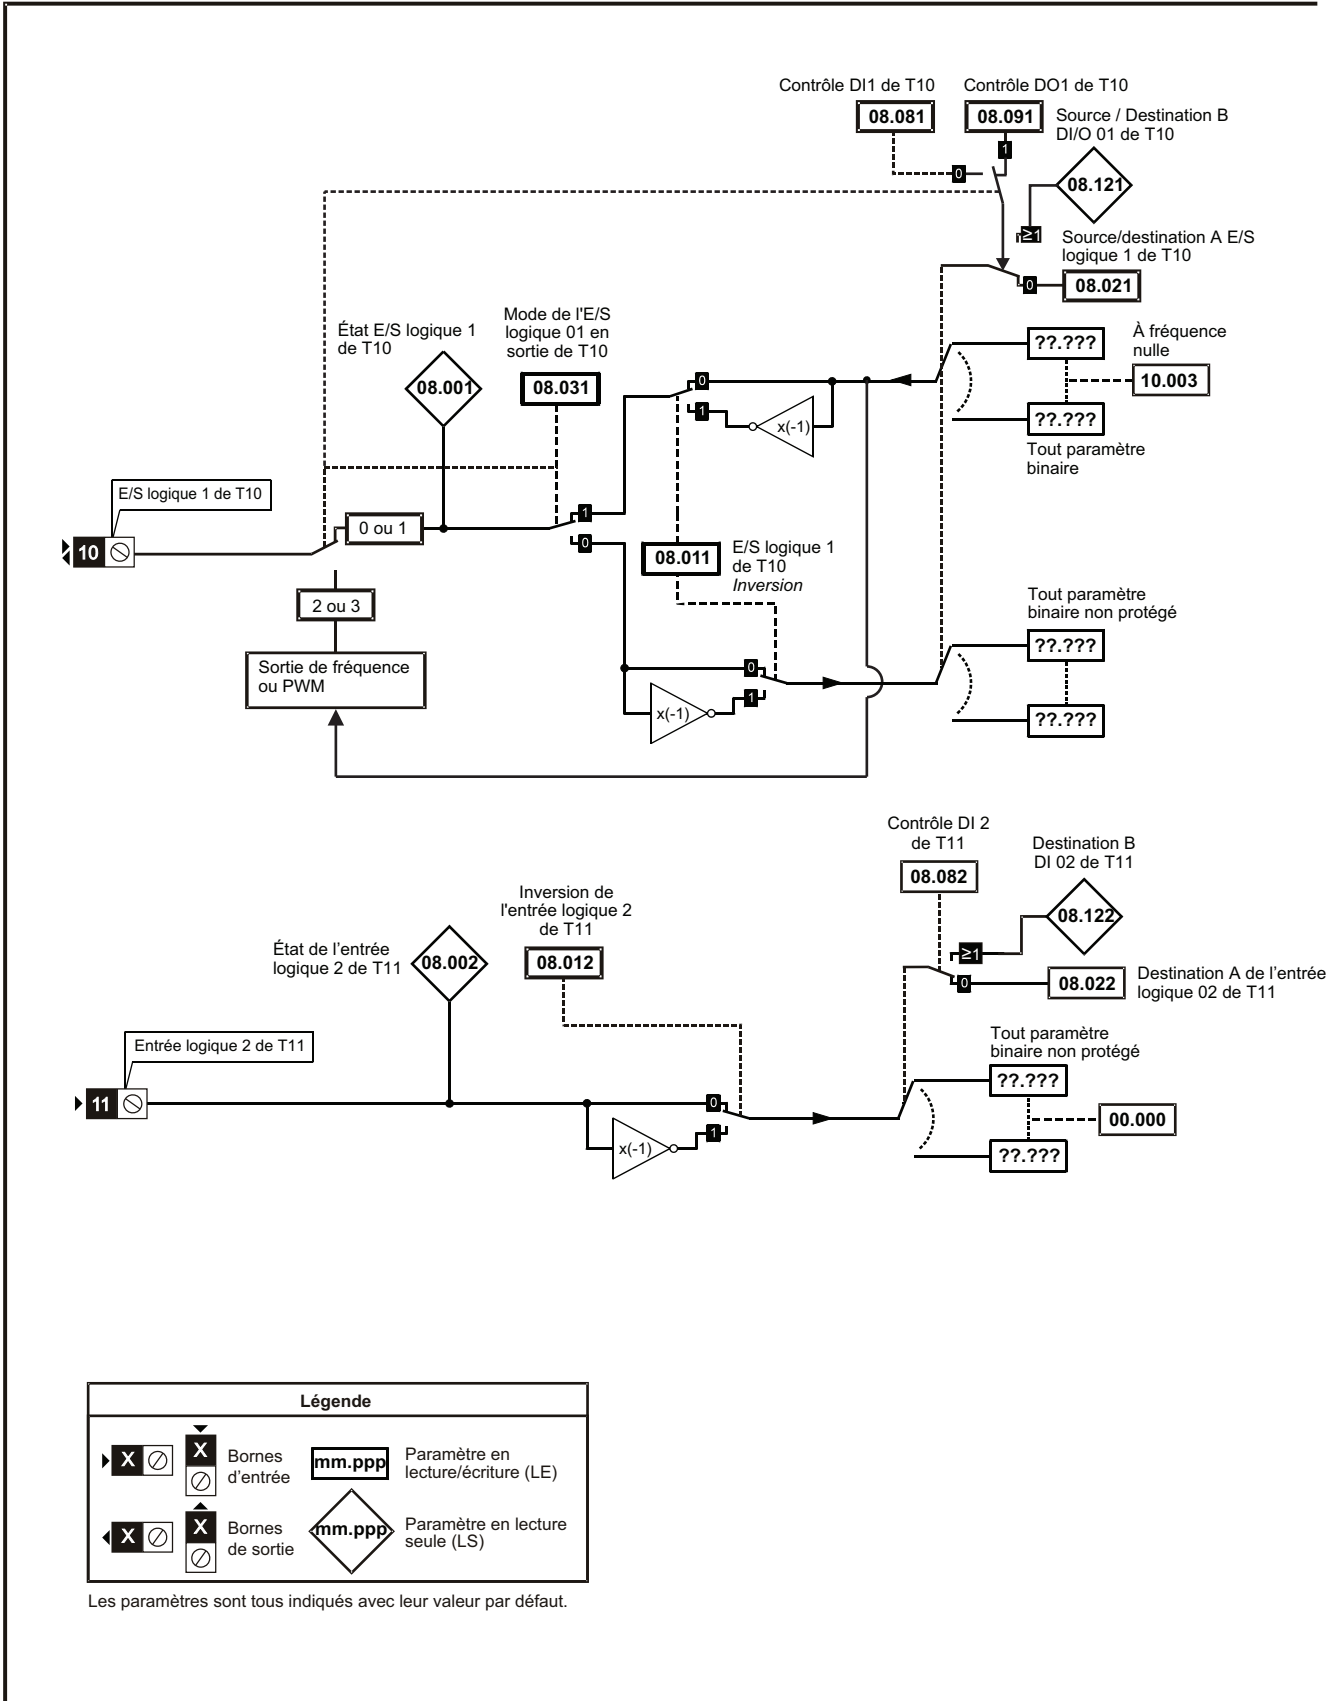 Contrôle DI1 de T10
08.081
Contrôle DO1 de T10
08.091
1
0
Source / Destination B
DI/O 01 de T10
08.121
≥1
Source/destination A E/S
logique 1 de T10
0
08.021
État E/S logique 1
de T10
08.001
Mode de l'E/S
logique 01 en
sortie de T10
08.031
0
1
x(-1)
??.???
??.???
À fréquence
nulle
10.003
Tout paramètre
binaire
E/S logique 1 de T10
10
0 ou 1
1
0
2 ou 3
Sortie de fréquence
ou PWM
08.011
E/S logique 1
de T10
Inversion
0
1
x(-1)
Tout paramètre
binaire non protégé
??.???
??.???
Contrôle DI 2
de T11
08.082
Destination B
DI 02 de T11
08.122
≥1
0
08.022
Destination A de l’entrée
logique 02 de T11
État de l’entrée
logique 2 de T11
08.002
Inversion de
l'entrée logique 2
de T11
08.012
Entrée logique 2 de T11
11
0
1
x(-1)
Tout paramètre
binaire non protégé
??.???
??.???
00.000
Légende
X
X
Bornes
d’entrée
mm.ppp
Paramètre en
lecture/écriture (LE)
X
X
Bornes
de sortie
mm.ppp
Paramètre en lecture
seule (LS)
Les paramètres sont tous indiqués avec leur valeur par défaut.